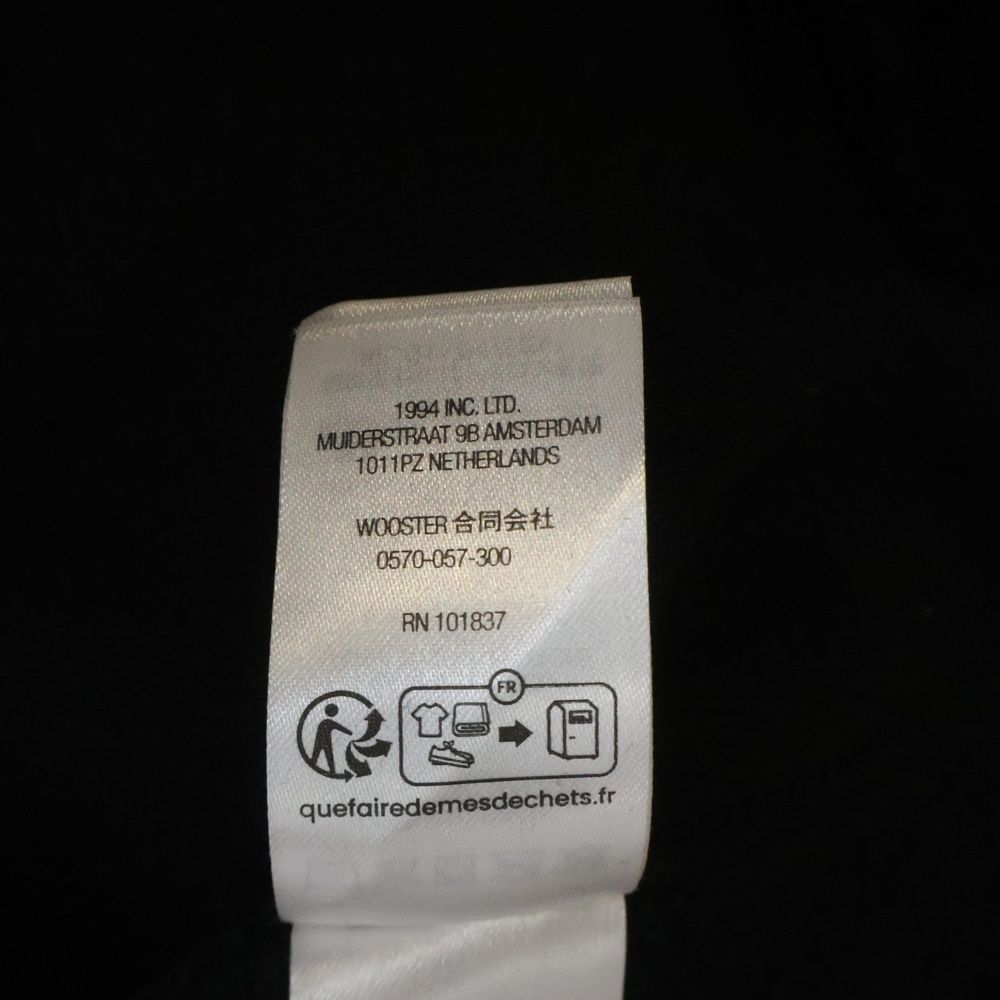 1994 INC. LTD.
MUIDERSTRAAT 9B AMSTERDAM
1011PZ NETHERLANDS
WOOSTER 合同会社
0570-057-300
RN 101837
FR
quefairedemesdechets.fr